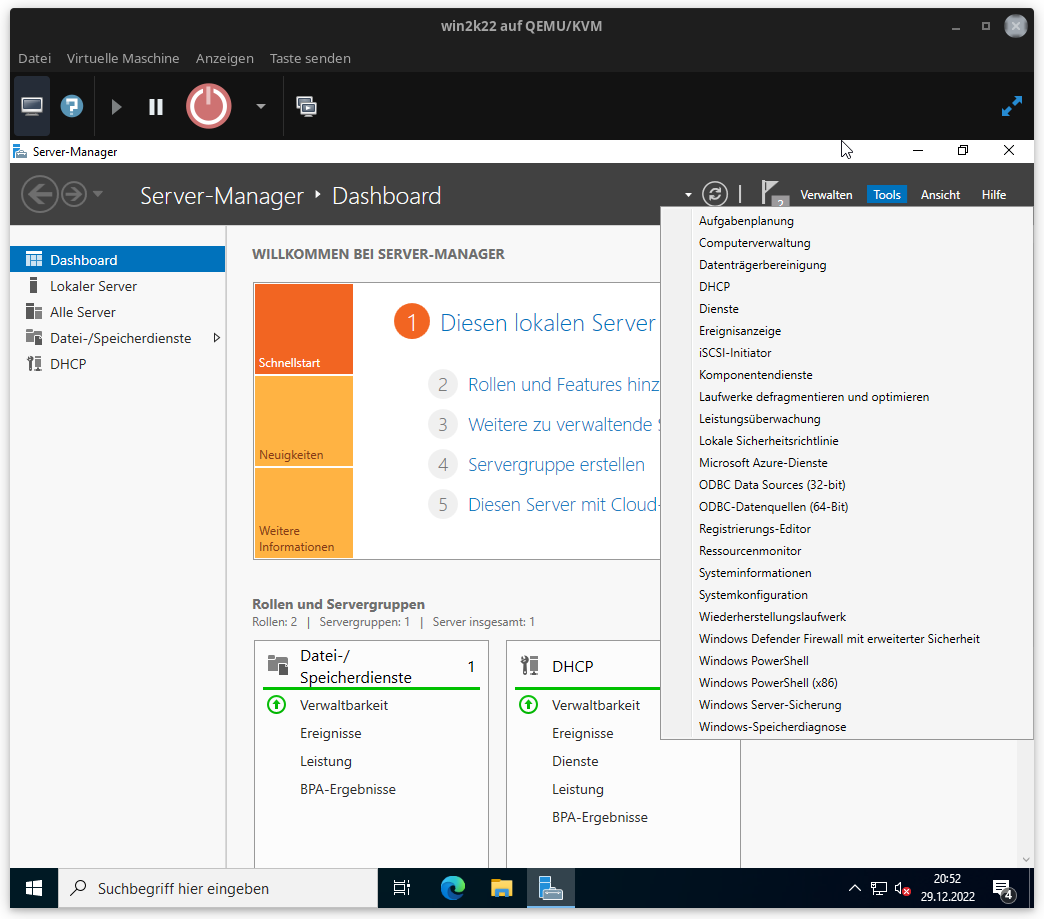 win2k22 auf QEMU/KVM
Datei Virtuelle Maschine Anzeigen Taste senden
Server-Manager
Server-Manager Dashboard
2
Verwalten Tools Ansicht Hilfe
Dashboard
Lokaler Server
Alle Server
Datei-/Speicherdienste
DHCP
WILLKOMMEN BEI SERVER-MANAGER
Schnellstart
Neuigkeiten
Weitere
Informationen
1 Diesen lokalen Server
2 Rollen und Features hinz
3 Weitere zu verwaltende S
4 Servergruppe erstellen
5 Diesen Server mit Cloud-
Rollen und Servergruppen
Rollen: 2 | Servergruppen: 1 | Server insgesamt: 1
Datei-/
Speicherdienste 1
Verwaltbarkeit
Ereignisse
Leistung
BPA-Ergebnisse
DHCP
Verwaltbarkeit
Ereignisse
Dienste
Leistung
BPA-Ergebnisse
Aufgabenplanung
Computerverwaltung
Datenträgerbereinigung
DHCP
Dienste
Ereignisanzeige
iSCSI-Initiator
Komponentendienste
Laufwerke defragmentieren und optimieren
Leistungsüberwachung
Lokale Sicherheitsrichtlinie
Microsoft Azure-Dienste
ODBC Data Sources (32-bit)
ODBC-Datenquellen (64-Bit)
Registrierungs-Editor
Ressourcenmonitor
Systeminformationen
Systemkonfiguration
Wiederherstellungslaufwerk
Windows Defender Firewall mit erweiterter Sicherheit
Windows PowerShell
Windows PowerShell (x86)
Windows Server-Sicherung
Windows-Speicherdiagnose
Suchbegriff hier eingeben
20:52
29.12.2022
4